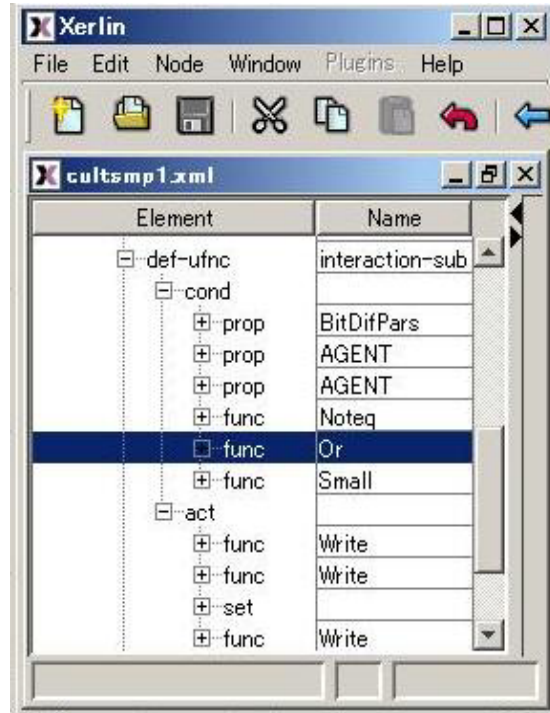 Xerlin
File Edit Node Window Plugins Help
cultsmp1.xml
Element Name
def-ufnc interaction-sub
cond
prop BitDifPars
prop AGENT
prop AGENT
func Noteq
func Or
func Small
act
func Write
func Write
set
func Write